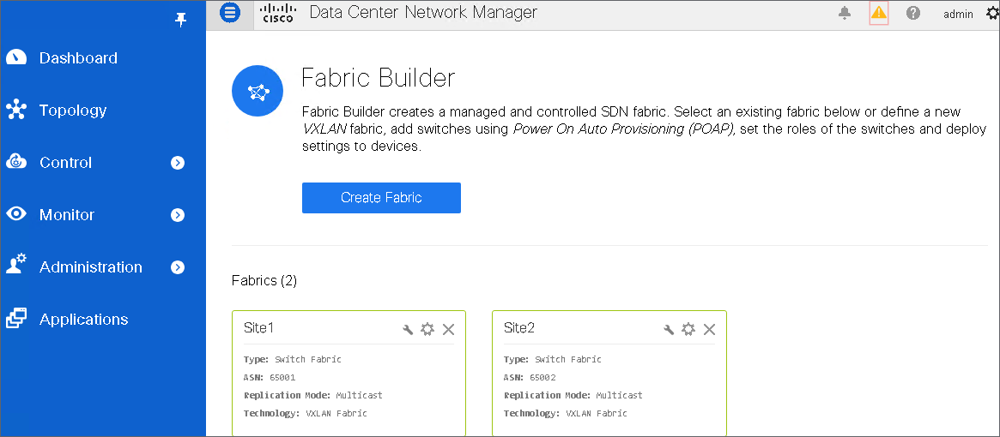 CISCO
Data Center Network Manager
admin
Dashboard
Topology
Control
Monitor
Administration
Applications
Fabric Builder
Fabric Builder creates a managed and controlled SDN fabric. Select an existing fabric below or define a new
VXLAN fabric, add switches using Power On Auto Provisioning (POAP), set the roles of the switches and deploy
settings to devices.
Create Fabric
Fabrics (2)
Site1
Type: Switch Fabric
ASN: 65001
Replication Mode: Multicast
Technology: VXLAN Fabric
Site2
Type: Switch Fabric
ASN: 65002
Replication Mode: Multicast
Technology: VXLAN Fabric